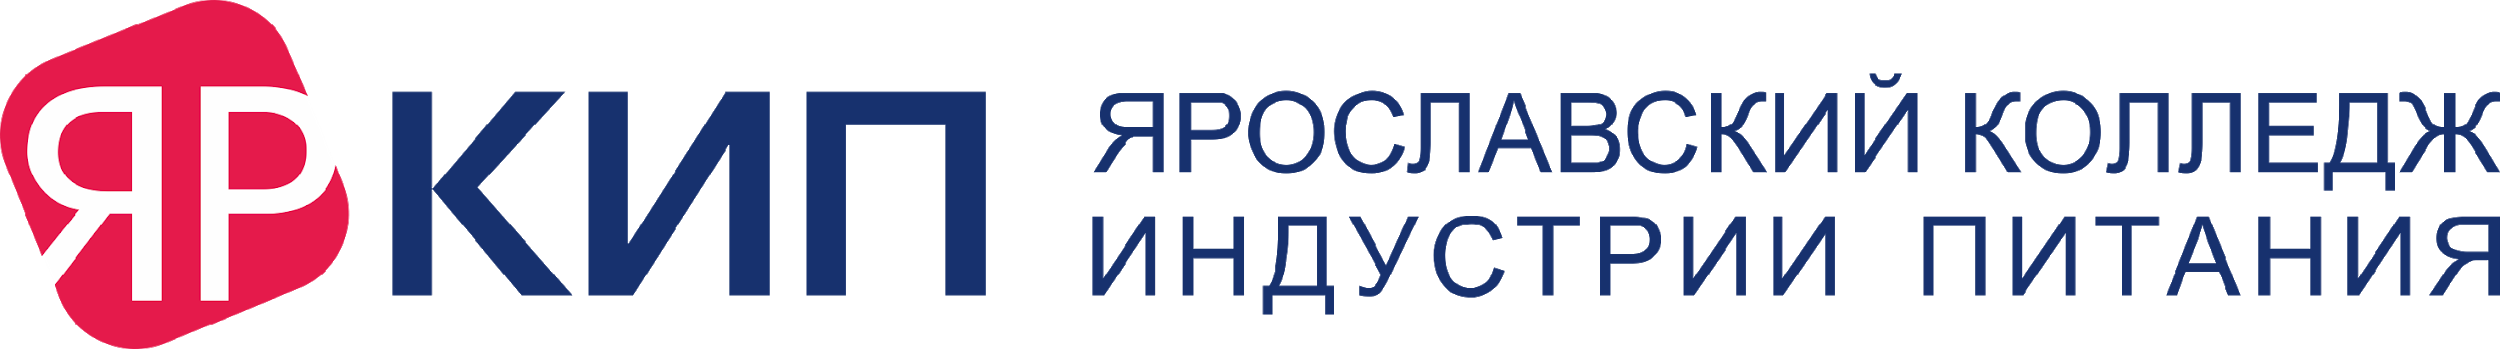 ЯР КИП
ЯРОСЛАВСКИЙ КОЛЛЕДЖ
ИНДУСТРИИ ПИТАНИЯ